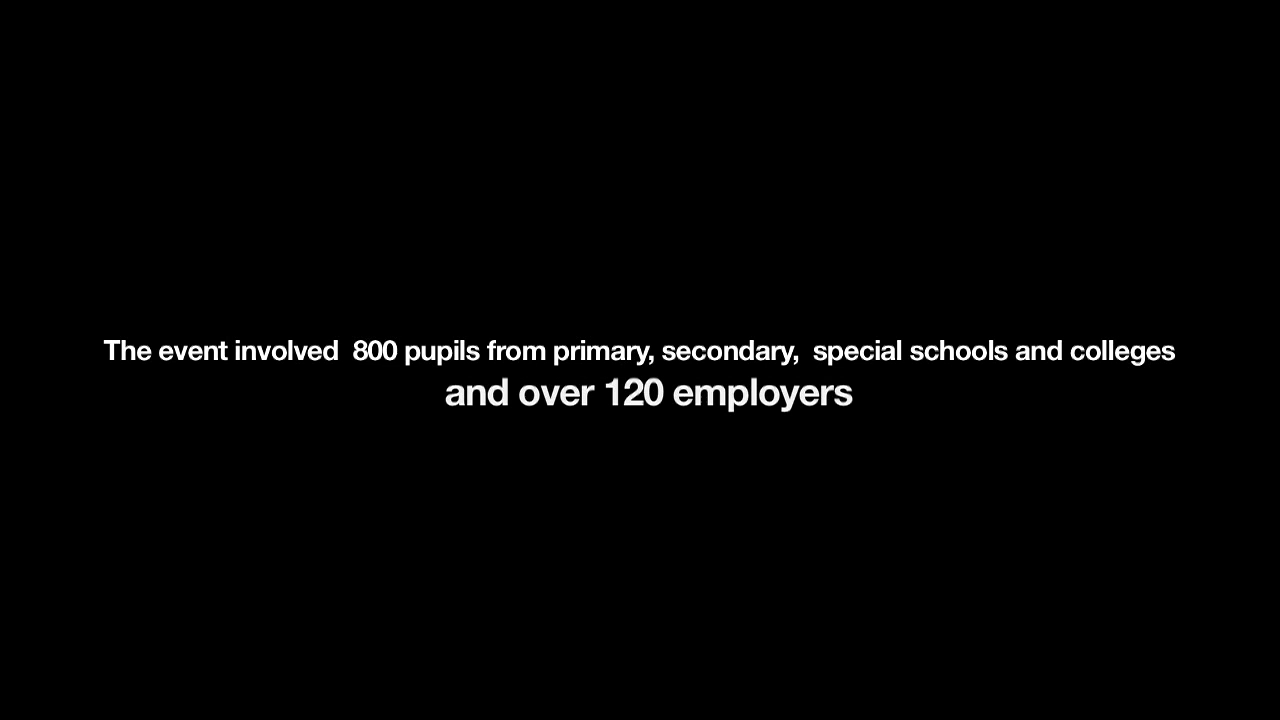 The event involved  800 pupils from primary, secondary,  special schools and colleges
and over 120 employers